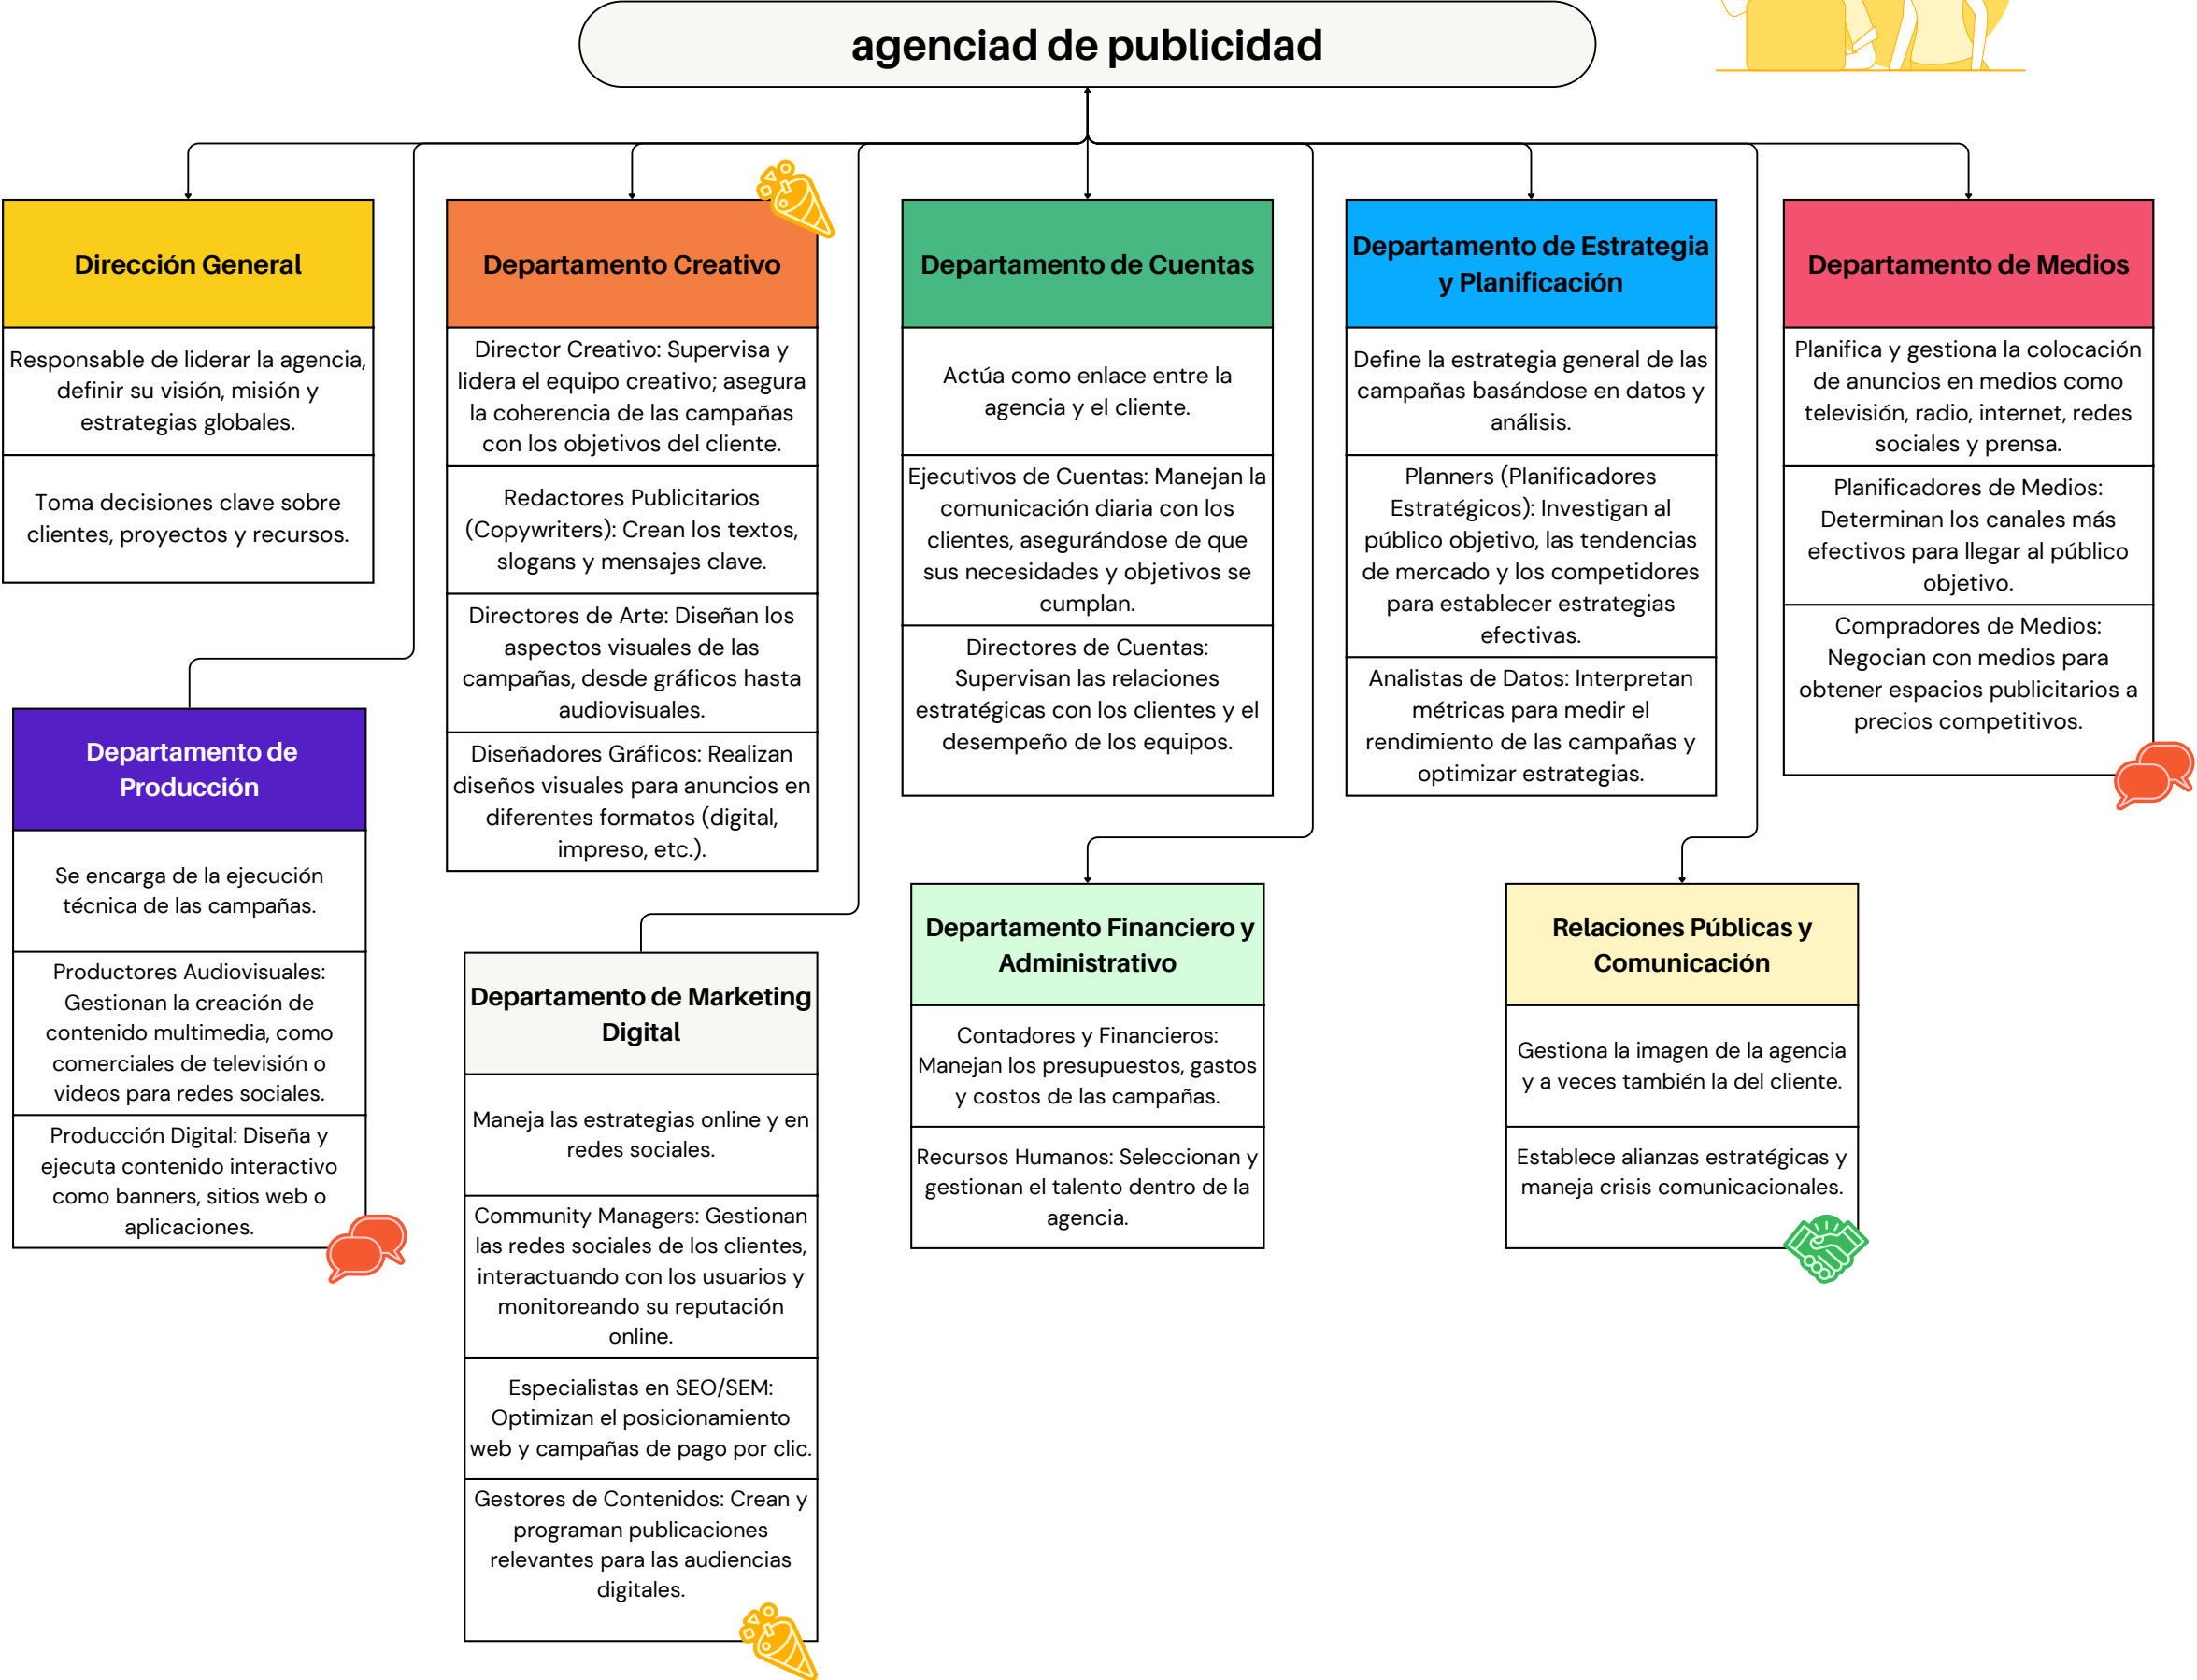 agenciad de publicidad
Dirección General
Responsable de liderar la agencia,
definir su visión, misión y
estrategias globales.
Toma decisiones clave sobre
clientes, proyectos y recursos.
Departamento Creativo
Director Creativo: Supervisa y
lidera el equipo creativo; asegura
la coherencia de las campañas
con los objetivos del cliente.
Redactores Publicitarios
(Copywriters): Crean los textos,
slogans y mensajes clave.
Directores de Arte: Diseñan los
aspectos visuales de las
campañas, desde gráficos hasta
audiovisuales.
Diseñadores Gráficos: Realizan
diseños visuales para anuncios en
diferentes formatos (digital,
impreso, etc.).
Departamento de Cuentas
Actúa como enlace entre la
agencia y el cliente.
Ejecutivos de Cuentas: Manejan la
comunicación diaria con los
clientes, asegurándose de que
sus necesidades y objetivos se
cumplan.
Directores de Cuentas:
Supervisan las relaciones
estratégicas con los clientes y el
desempeño de los equipos.
Departamento de Estrategia
y Planificación
Define la estrategia general de las
campañas basándose en datos y
análisis.
Planners (Planificadores
Estratégicos): Investigan al
público objetivo, las tendencias
de mercado y los competidores
para establecer estrategias
efectivas.
Analistas de Datos: Interpretan
métricas para medir el
rendimiento de las campañas y
optimizar estrategias.
Departamento de Medios
Planifica y gestiona la colocación
de anuncios en medios como
televisión, radio, internet, redes
sociales y prensa.
Planificadores de Medios:
Determinan los canales más
efectivos para llegar al público
objetivo.
Compradores de Medios:
Negocian con medios para
obtener espacios publicitarios a
precios competitivos.
Departamento de
Producción
Se encarga de la ejecución
técnica de las campañas.
Productores Audiovisuales:
Gestionan la creación de
contenido multimedia, como
comerciales de televisión o
videos para redes sociales.
Producción Digital: Diseña y
ejecuta contenido interactivo
como banners, sitios web o
aplicaciones.
Departamento de Marketing
Digital
Maneja las estrategias online y en
redes sociales.
Community Managers: Gestionan
las redes sociales de los clientes,
interactuando con los usuarios y
monitoreando su reputación
online.
Especialistas en SEO/SEM:
Optimizan el posicionamiento
web y campañas de pago por clic.
Gestores de Contenidos: Crean y
programan publicaciones
relevantes para las audiencias
digitales.
Departamento Financiero y
Administrativo
Contadores y Financieros:
Manejan los presupuestos, gastos
y costos de las campañas.
Recursos Humanos: Seleccionan y
gestionan el talento dentro de la
agencia.
Relaciones Públicas y
Comunicación
Gestiona la imagen de la agencia
y a veces también la del cliente.
Establece alianzas estratégicas y
maneja crisis comunicacionales.